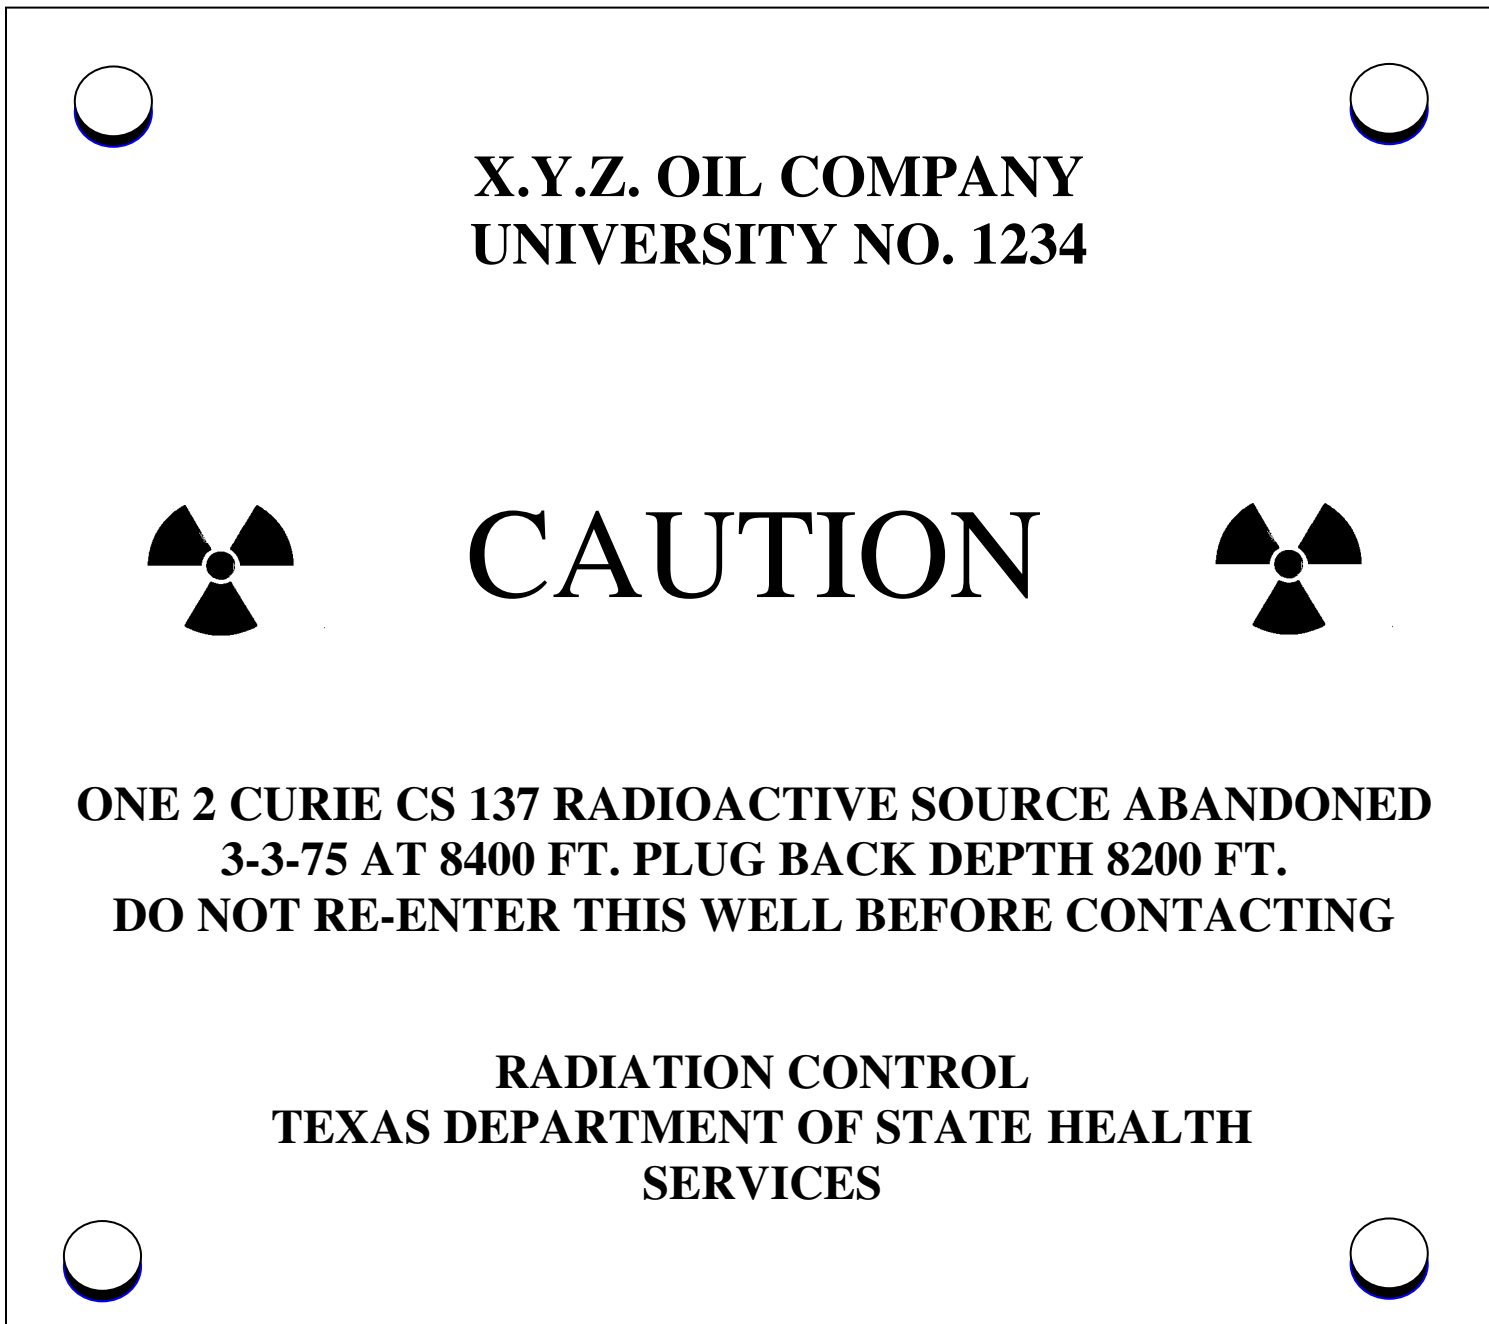 X.Y.Z. OIL COMPANY
UNIVERSITY NO. 1234
CAUTION
ONE 2 CURIE CS 137 RADIOACTIVE SOURCE ABANDONED
3-3-75 AT 8400 FT. PLUG BACK DEPTH 8200 FT.
DO NOT RE-ENTER THIS WELL BEFORE CONTACTING
RADIATION CONTROL
TEXAS DEPARTMENT OF STATE HEALTH
SERVICES